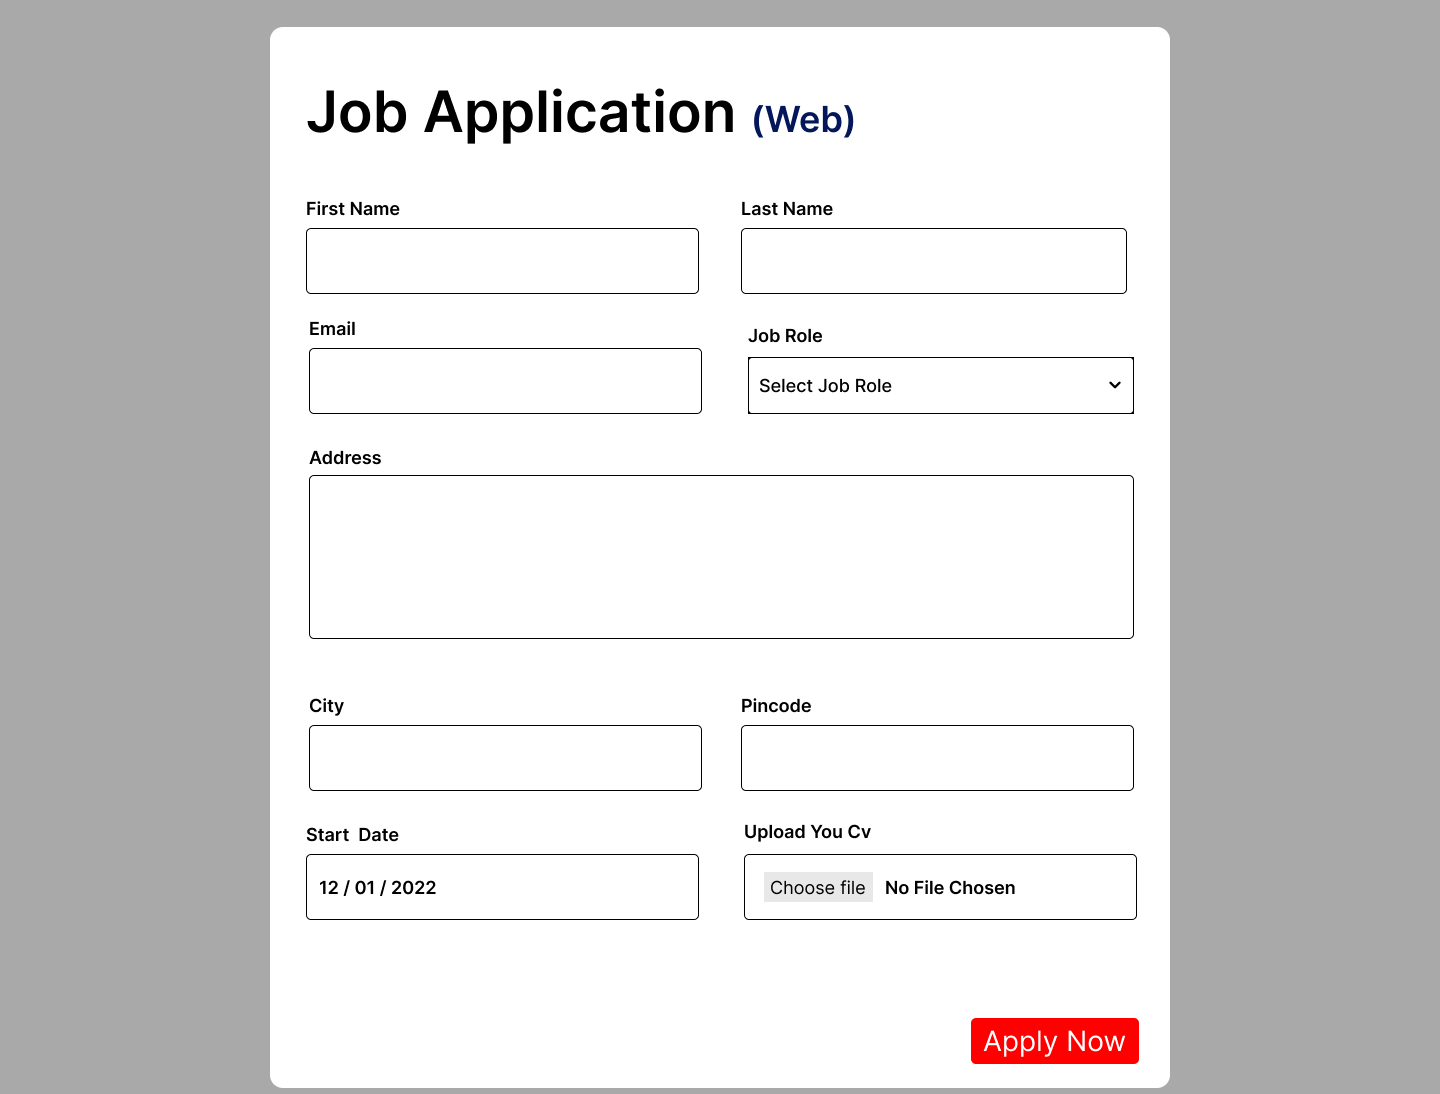 Job Application (Web)
First Name
Last Name
Email
Job Role
Select Job Role
Address
City
Pincode
Start  Date
Upload You Cv
12 / 01 / 2022
Choose file No File Chosen
Apply Now